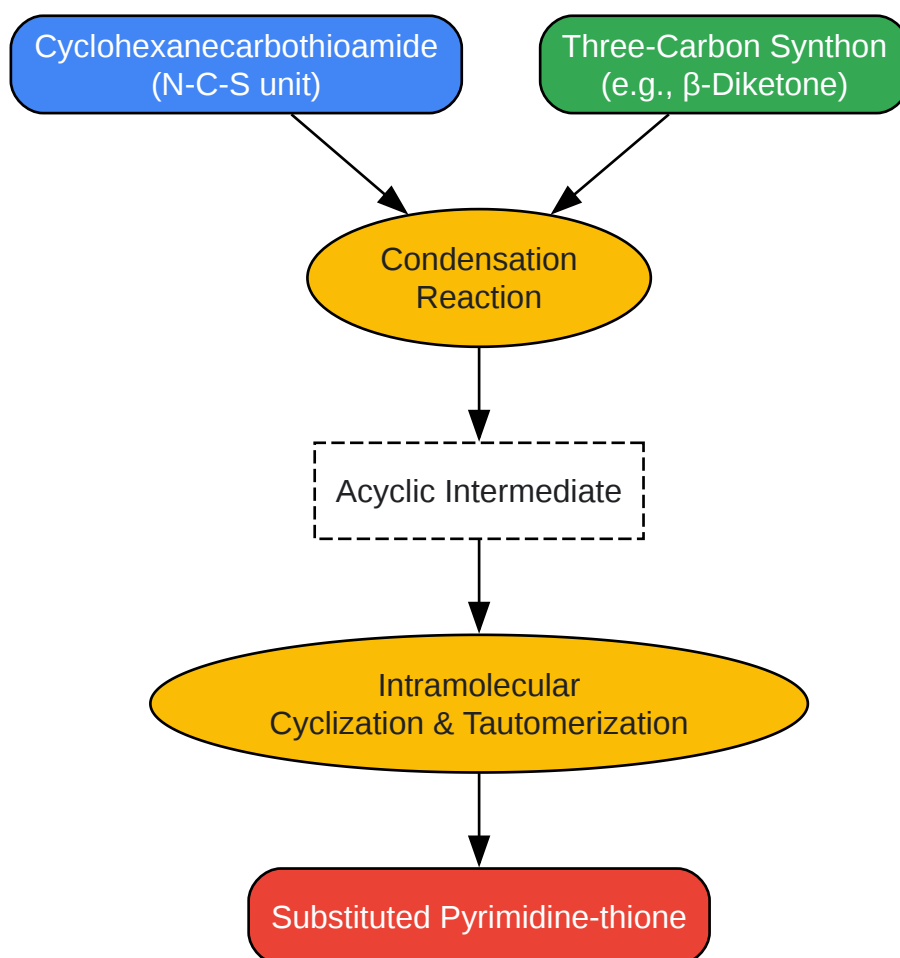 Cyclohexanecarbothioamide
(N-C-S unit)
Three-Carbon Synthon
(e.g., β-Diketone)
Condensation
Reaction
Acyclic Intermediate
Intramolecular
Cyclization & Tautomerization
Substituted Pyrimidine-thione